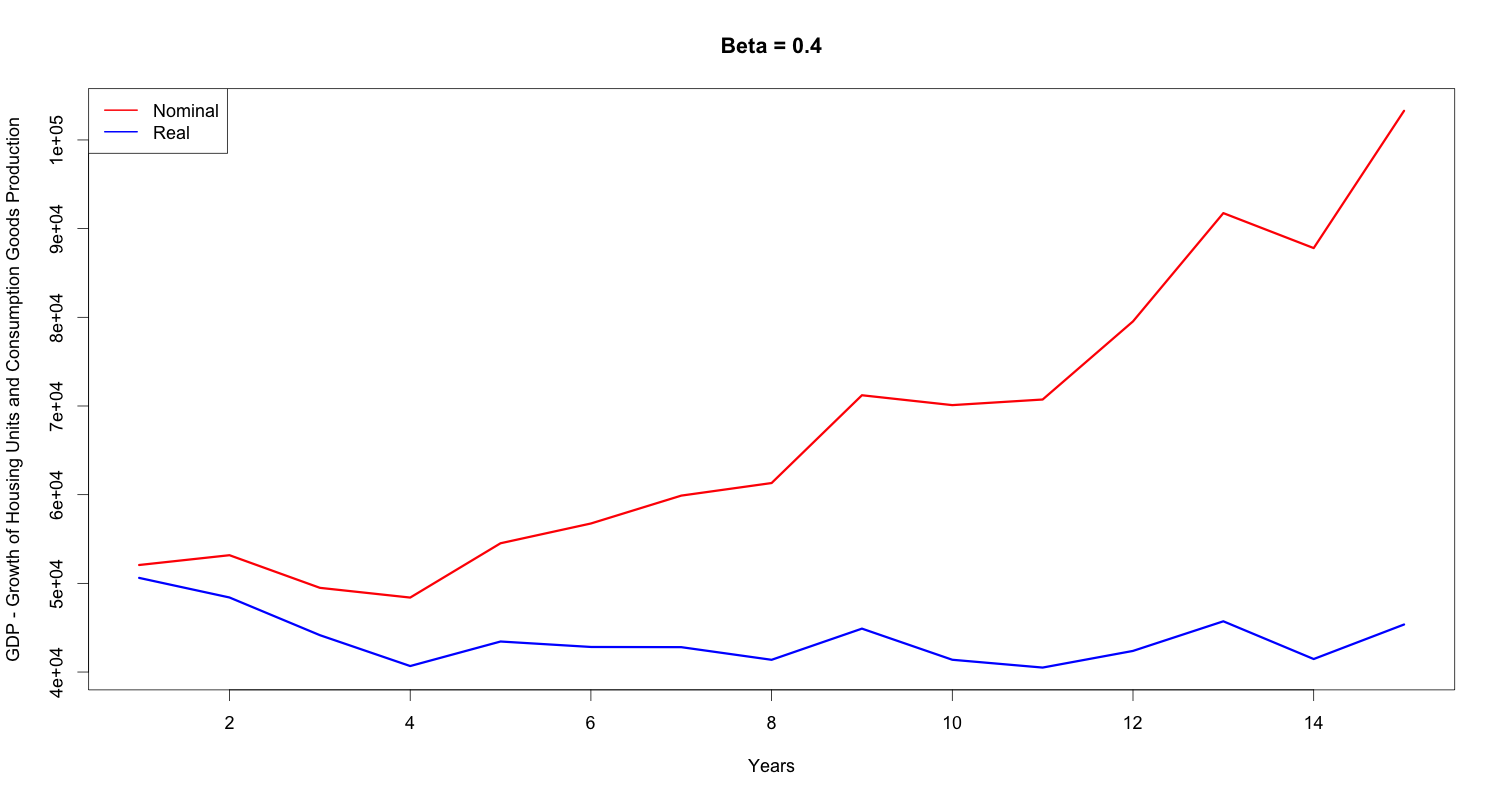 Beta = 0.4
Nominal
Real
GDP - Growth of Housing Units and Consumption Goods Production
1e+05
9e+04
8e+04
7e+04
6e+04
5e+04
4e+04
2 4 6 8 10 12 14
Years